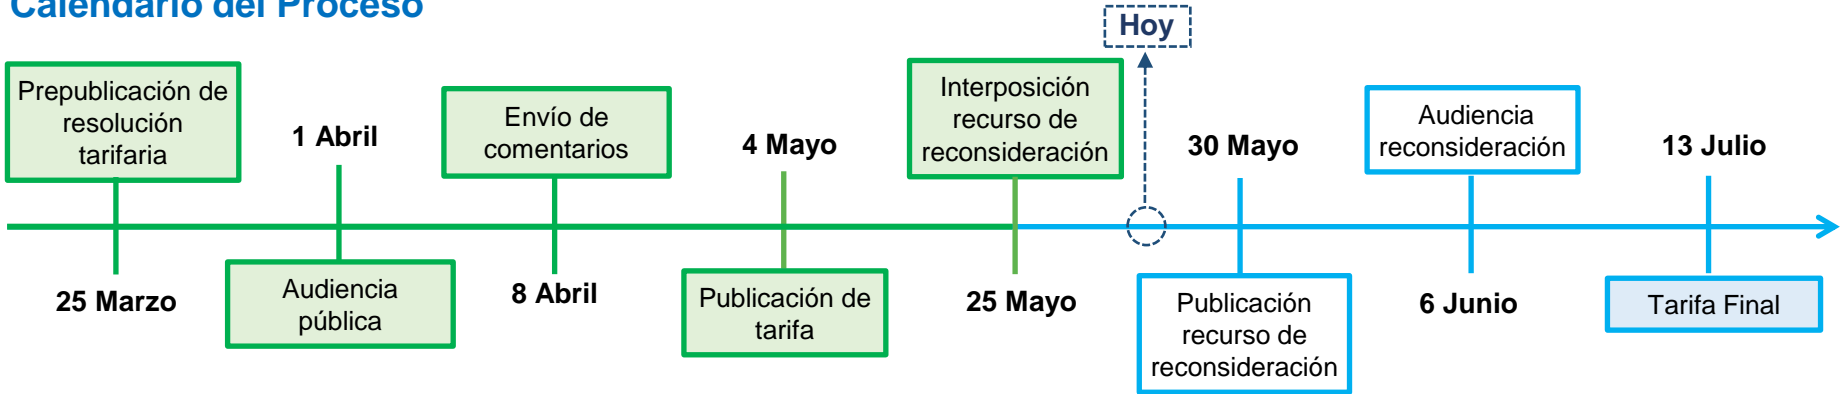 Calendario del Proceso
Hoy
Prepublicación de
resolución
tarifaria
25 Marzo
1 Abril
Audiencia
pública
Envío de
comentarios
8 Abril
4 Mayo
Publicación de
tarifa
Interposición
recurso de
reconsideración
25 Mayo
30 Mayo
Publicación
recurso de
reconsideración
Audiencia
reconsideración
6 Junio
13 Julio
Tarifa Final